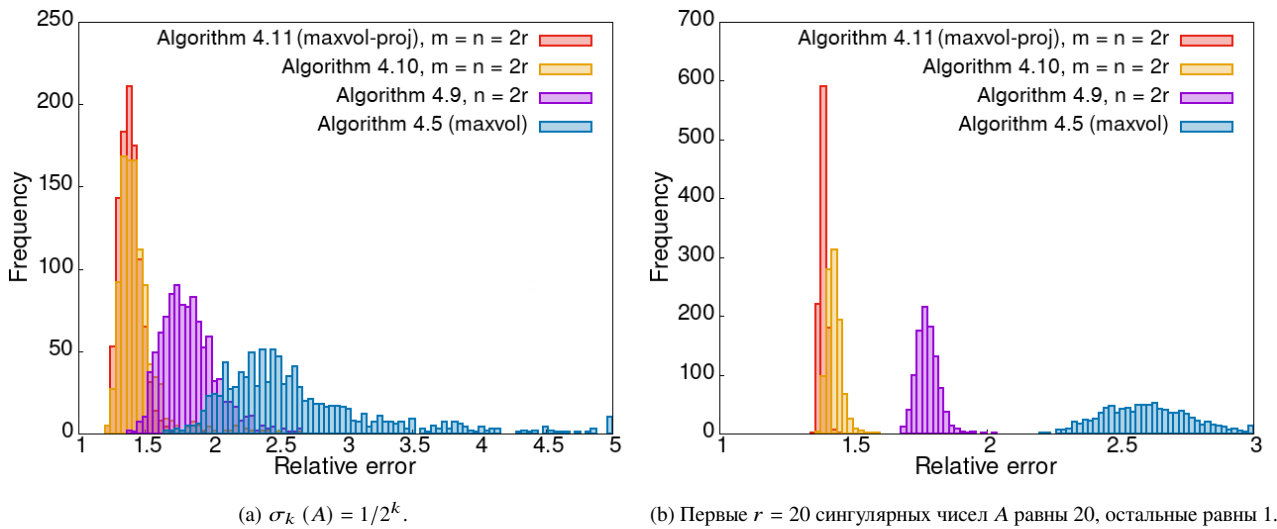 250
200
150
100
50
0
Frequency
Algorithm 4.11 (maxvol-proj), m = n = 2r
Algorithm 4.10, m = n = 2r
Algorithm 4.9, n = 2r
Algorithm 4.5 (maxvol)
1 1.5 2 2.5 3 3.5 4 4.5 5
Relative error
(a) σₖ (A) = 1/2ᵏ.
700
600
500
400
300
200
100
0
Frequency
Algorithm 4.11 (maxvol-proj), m = n = 2r
Algorithm 4.10, m = n = 2r
Algorithm 4.9, n = 2r
Algorithm 4.5 (maxvol)
1 1.5 2 2.5 3
Relative error
(b) Первые r = 20 сингулярных чисел A равны 20, остальные равны 1.